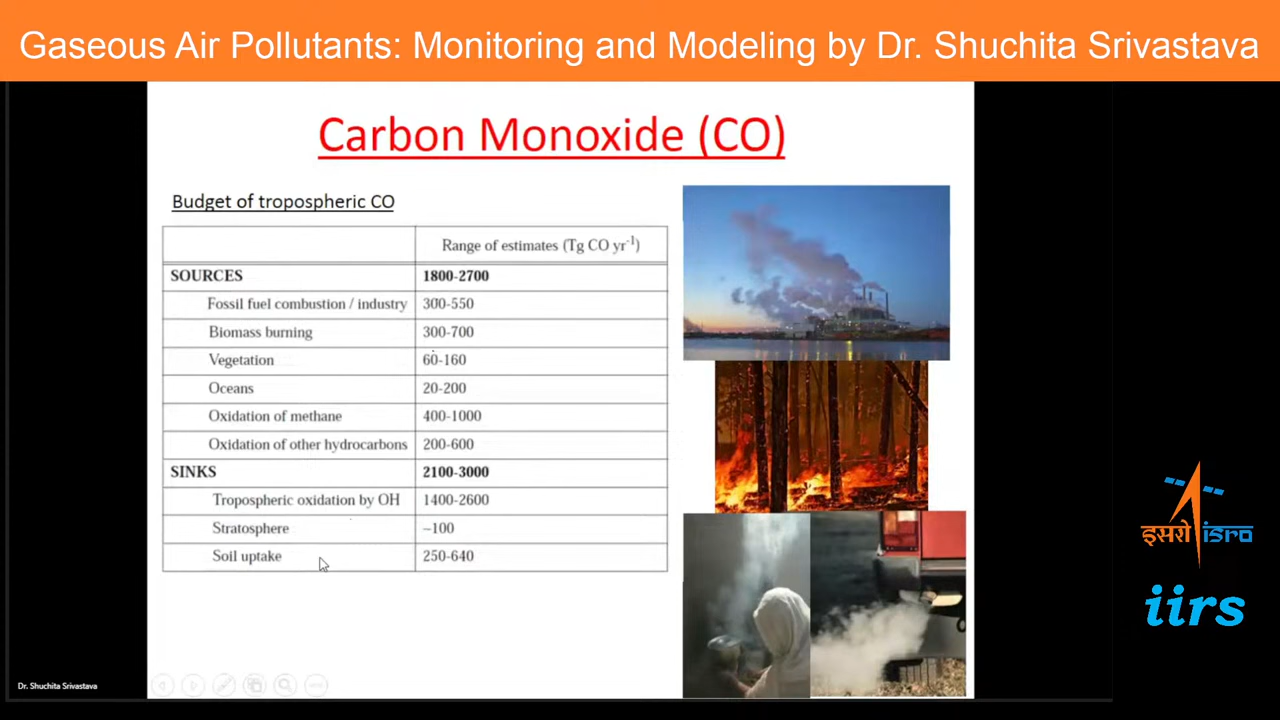 Gaseous Air Pollutants: Monitoring and Modeling by Dr. Shuchita Srivastava
Carbon Monoxide (CO)
Budget of tropospheric CO
Range of estimates (Tg CO yr-1)
SOURCES 1800-2700
Fossil fuel combustion / industry 300-550
Biomass burning 300-700
Vegetation 60-160
Oceans 20-200
Oxidation of methane 400-1000
Oxidation of other hydrocarbons 200-600
SINKS 2100-3000
Tropospheric oxidation by OH 1400-2600
Stratosphere ~100
Soil uptake 250-640
इसरो isro
iirs
Dr. Shuchita Srivastava